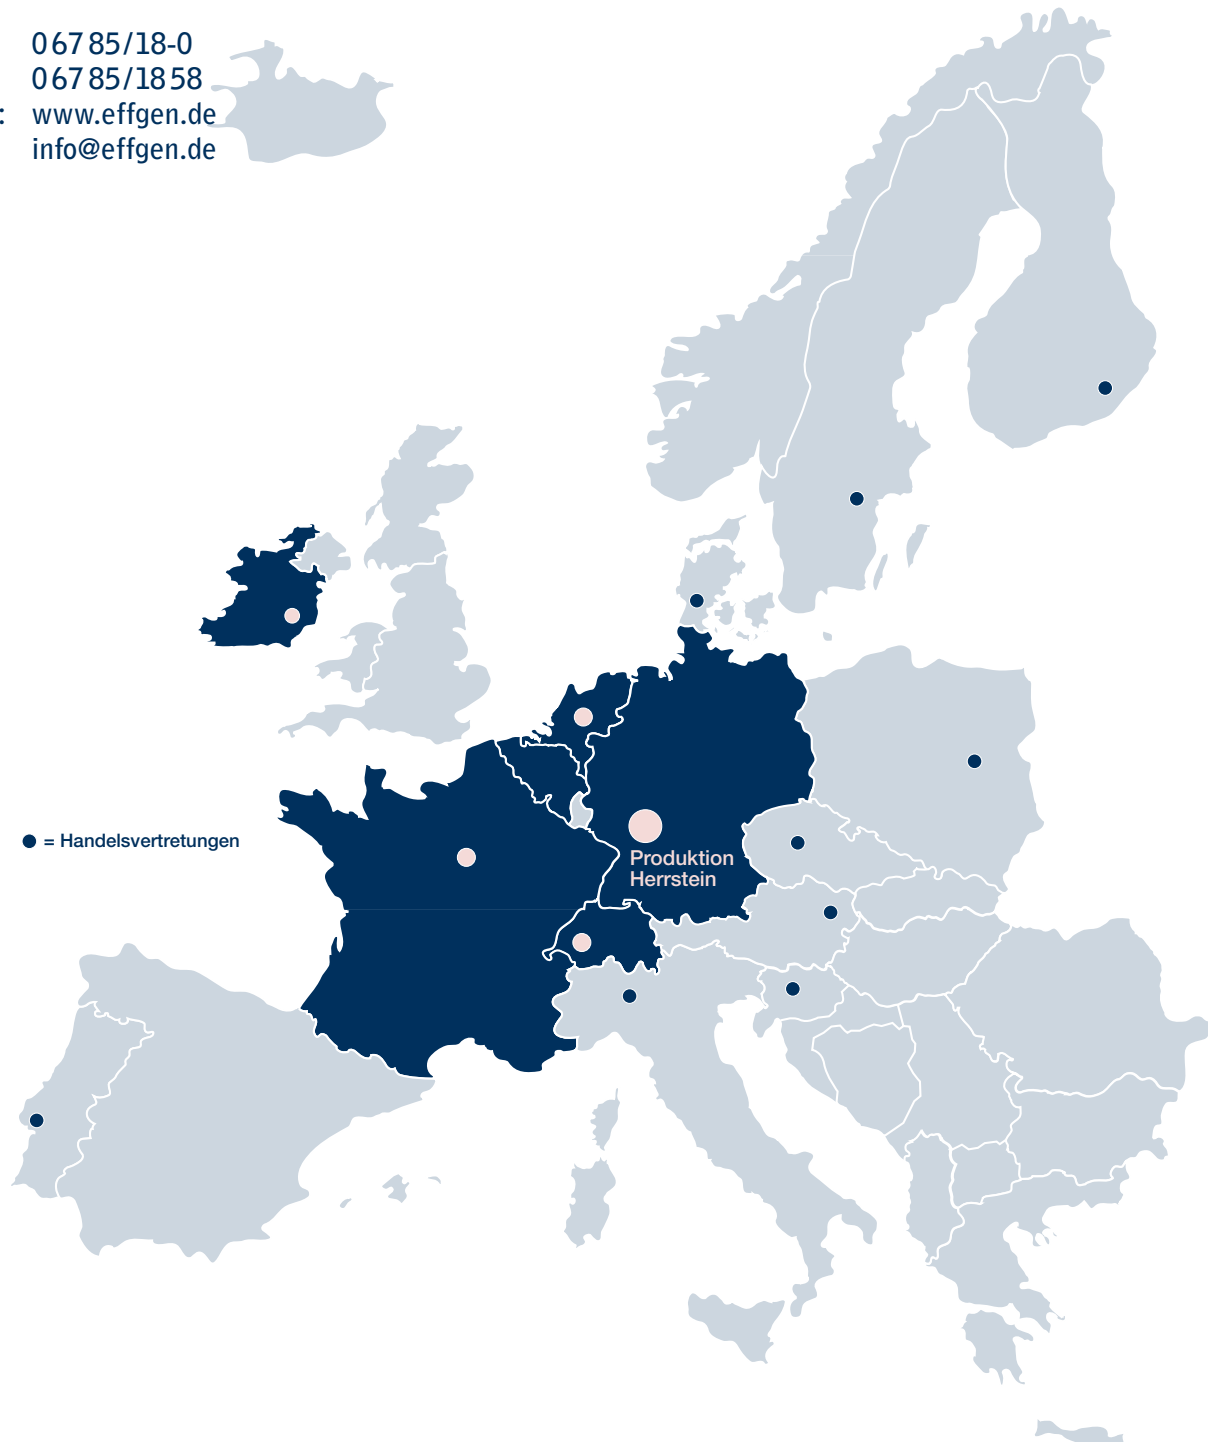 06785/18-0
06785/1858
: www.effgen.de
info@effgen.de
= Handelsvertretungen
Produktion
Herrstein